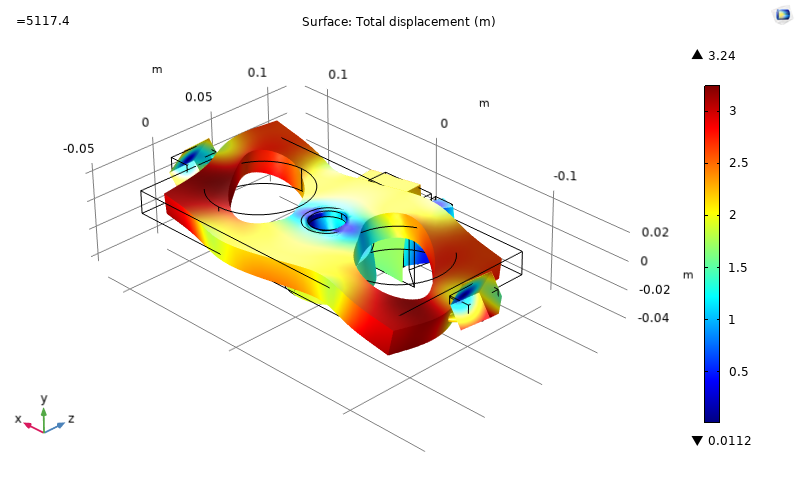 =5117.4
Surface: Total displacement (m)
m
0.1
0.1
0.05
m
0
0
-0.05
-0.1
0.02
0
m
-0.02
-0.04
3.24
3
2.5
2
1.5
1
0.5
0.0112
y
x
z